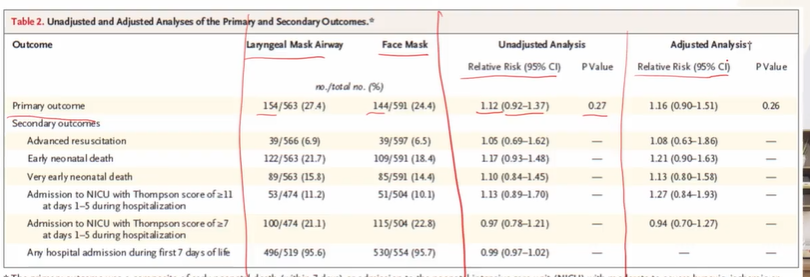 Table 2. Unadjusted and Adjusted Analyses of the Primary and Secondary Outcomes.*
Outcome Laryngeal Mask Airway Face Mask Unadjusted Analysis Adjusted Analysis†
Relative Risk (95% CI) P Value Relative Risk (95% CI) P Value
no./total no. (%)
Primary outcome 154/563 (27.4) 144/591 (24.4) 1.12 (0.92–1.37) 0.27 1.16 (0.90–1.51) 0.26
Secondary outcomes
Advanced resuscitation 39/566 (6.9) 39/597 (6.5) 1.05 (0.69–1.62) — 1.08 (0.63–1.86) —
Early neonatal death 122/563 (21.7) 109/591 (18.4) 1.17 (0.93–1.48) — 1.21 (0.90–1.63) —
Very early neonatal death 89/563 (15.8) 85/591 (14.4) 1.10 (0.84–1.45) — 1.13 (0.80–1.58) —
Admission to NICU with Thompson score of ≥11 53/474 (11.2) 51/504 (10.1) 1.13 (0.89–1.70) — 1.27 (0.84–1.93) —
at days 1–5 during hospitalization
Admission to NICU with Thompson score of ≥7 100/474 (21.1) 115/504 (22.8) 0.97 (0.78–1.21) — 0.94 (0.70–1.27) —
at days 1–5 during hospitalization
Any hospital admission during first 7 days of life 496/519 (95.6) 530/554 (95.7) 0.99 (0.97–1.02) — — —